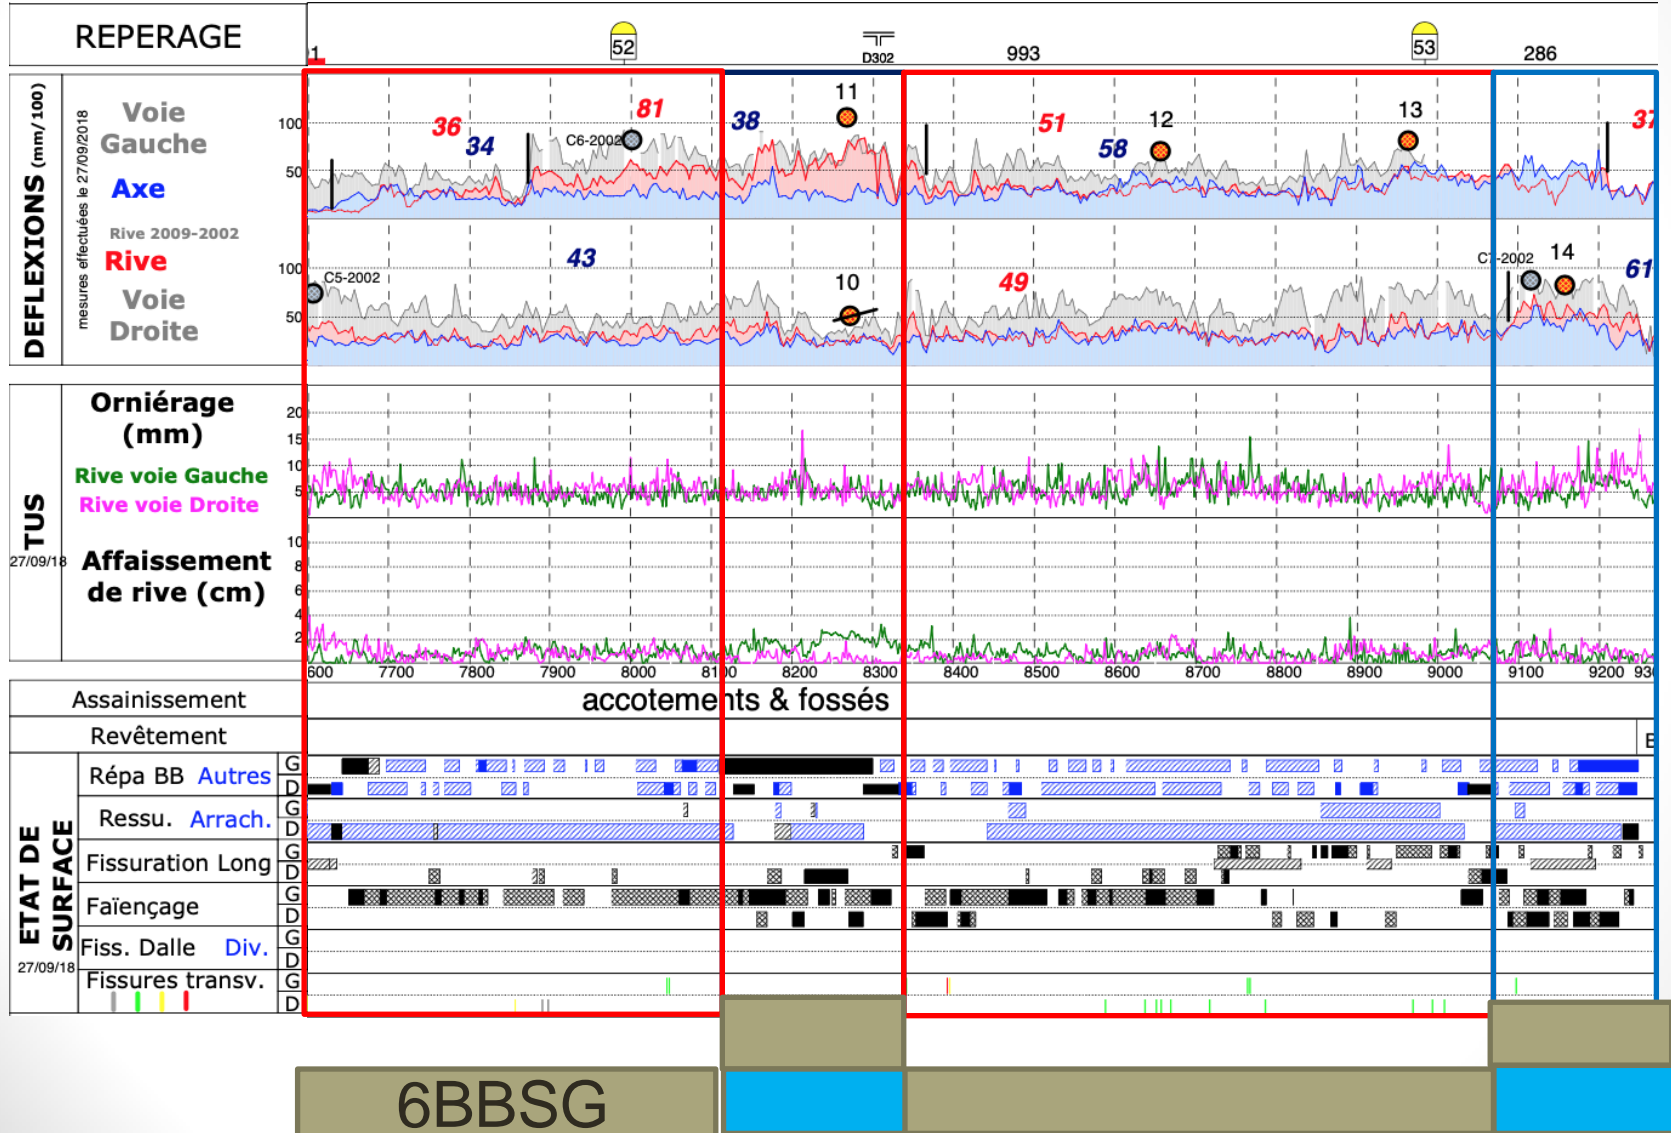 REPERAGE
1
52
D302
993
53
286
DEFLEXIONS (mm/100)
mesures effectuées le 27/09/2018
Voie
Gauche
Axe
Rive 2009-2002
Rive
Voie
Droite
100
50
100
50
36
34
C6-2002
81
38
11
51
58
12
13
37
C5-2002
43
10
49
C7-2002
14
61
TUS
27/09/18
Orniérage
(mm)
Rive voie Gauche
Rive voie Droite
20
15
10
5
Affaissement
de rive (cm)
10
8
6
4
2
600 7700 7800 7900 8000 8100 8200 8300 8400 8500 8600 8700 8800 8900 9000 9100 9200 930
Assainissement
accotements & fossés
Revêtement
E
ETAT DE
SURFACE
27/09/18
Répa BB Autres G
D
Ressu. Arrach. G
D
Fissuration Long G
D
Faïençage G
D
Fiss. Dalle Div. G
D
Fissures transv. G
D
6BBSG